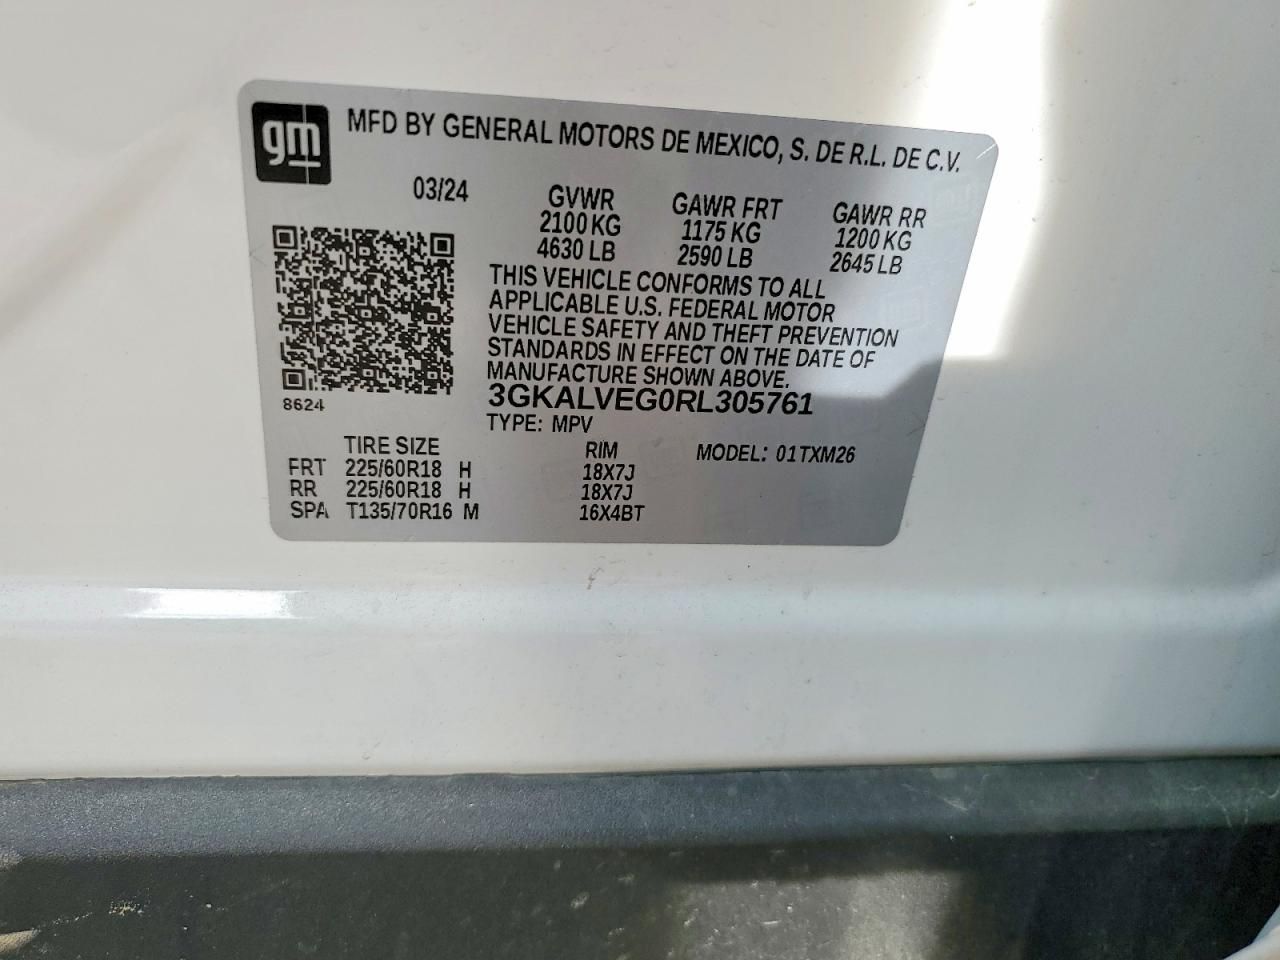 gm
MFD BY GENERAL MOTORS DE MEXICO, S. DE R.L. DE C.V.
03/24 GVWR GAWR FRT GAWR RR
2100 KG 1175 KG 1200 KG
4630 LB 2590 LB 2645 LB
THIS VEHICLE CONFORMS TO ALL
APPLICABLE U.S. FEDERAL MOTOR
VEHICLE SAFETY AND THEFT PREVENTION
STANDARDS IN EFFECT ON THE DATE OF
MANUFACTURE SHOWN ABOVE.
8624 3GKALVEG0RL305761
TYPE: MPV
TIRE SIZE RIM MODEL: 01TXM26
FRT 225/60R18 H 18X7J
RR 225/60R18 H 18X7J
SPA T135/70R16 M 16X4BT